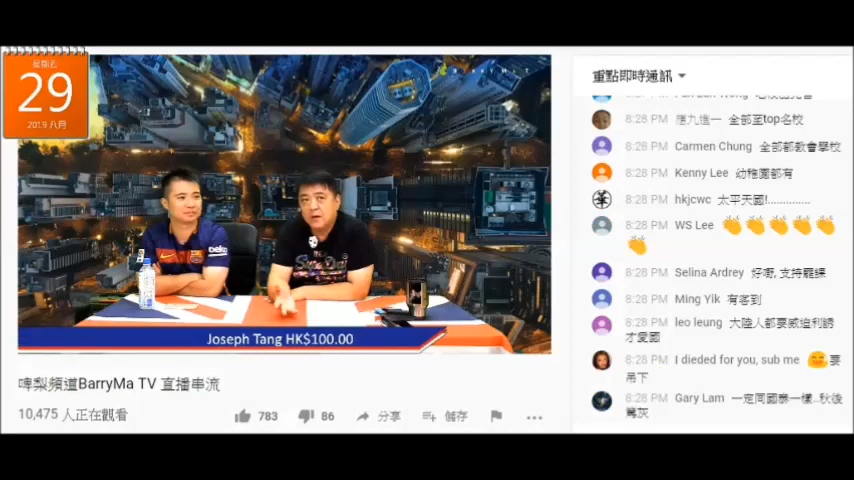 星期五
29
2019 八月
beko
Joseph Tang HK$100.00
啤梨頻道BarryMa TV 直播串流
10,475 人正在觀看
783
86
分享
儲存
重點即時通訊
8:28 PM 應九進一 全部至top名校
8:28 PM Carmen Chung 全部都教會學校
8:28 PM Kenny Lee 幼稚園都有
8:28 PM hkjcwc 太平天國!.............
8:28 PM WS Lee 👏👏👏👏👏
👏
8:28 PM Selina Ardrey 好嘢, 支持罷課
8:28 PM Ming Yik 有客到
8:28 PM leo leung 大陸人都要威迫利銹
才愛國
8:28 PM I dieded for you, sub me 🤗要
吊下
8:28 PM Gary Lam 一定同國泰一樣..秋後
罵灰